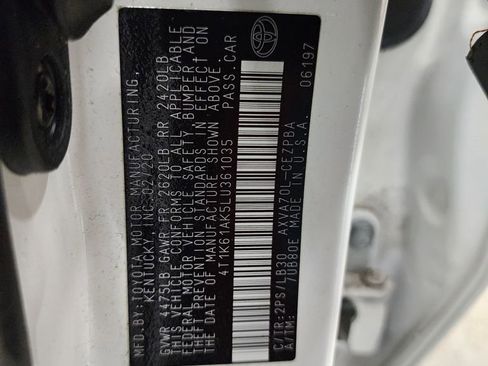 MFD.BY:TOYOTA MOTOR MANUFACTURING,
KENTUCKY, INC. 02/20
GVWR 4475LB GAWR FR 2620LB RR 2420LB
THIS VEHICLE CONFORMS TO ALL APPLICABLE
FEDERAL MOTOR VEHICLE SAFETY, BUMPER AND
THEFT PREVENTION STANDARDS IN EFFECT ON
THE DATE OF MANUFACTURE SHOWN ABOVE.
4T1K61AK5LU361035 PASS.CAR
C/TR:2PS/LB30 AXVA70L-CEZPBA
A/TM: /UB80E MADE IN U.S.A. 06197
TOYOTA